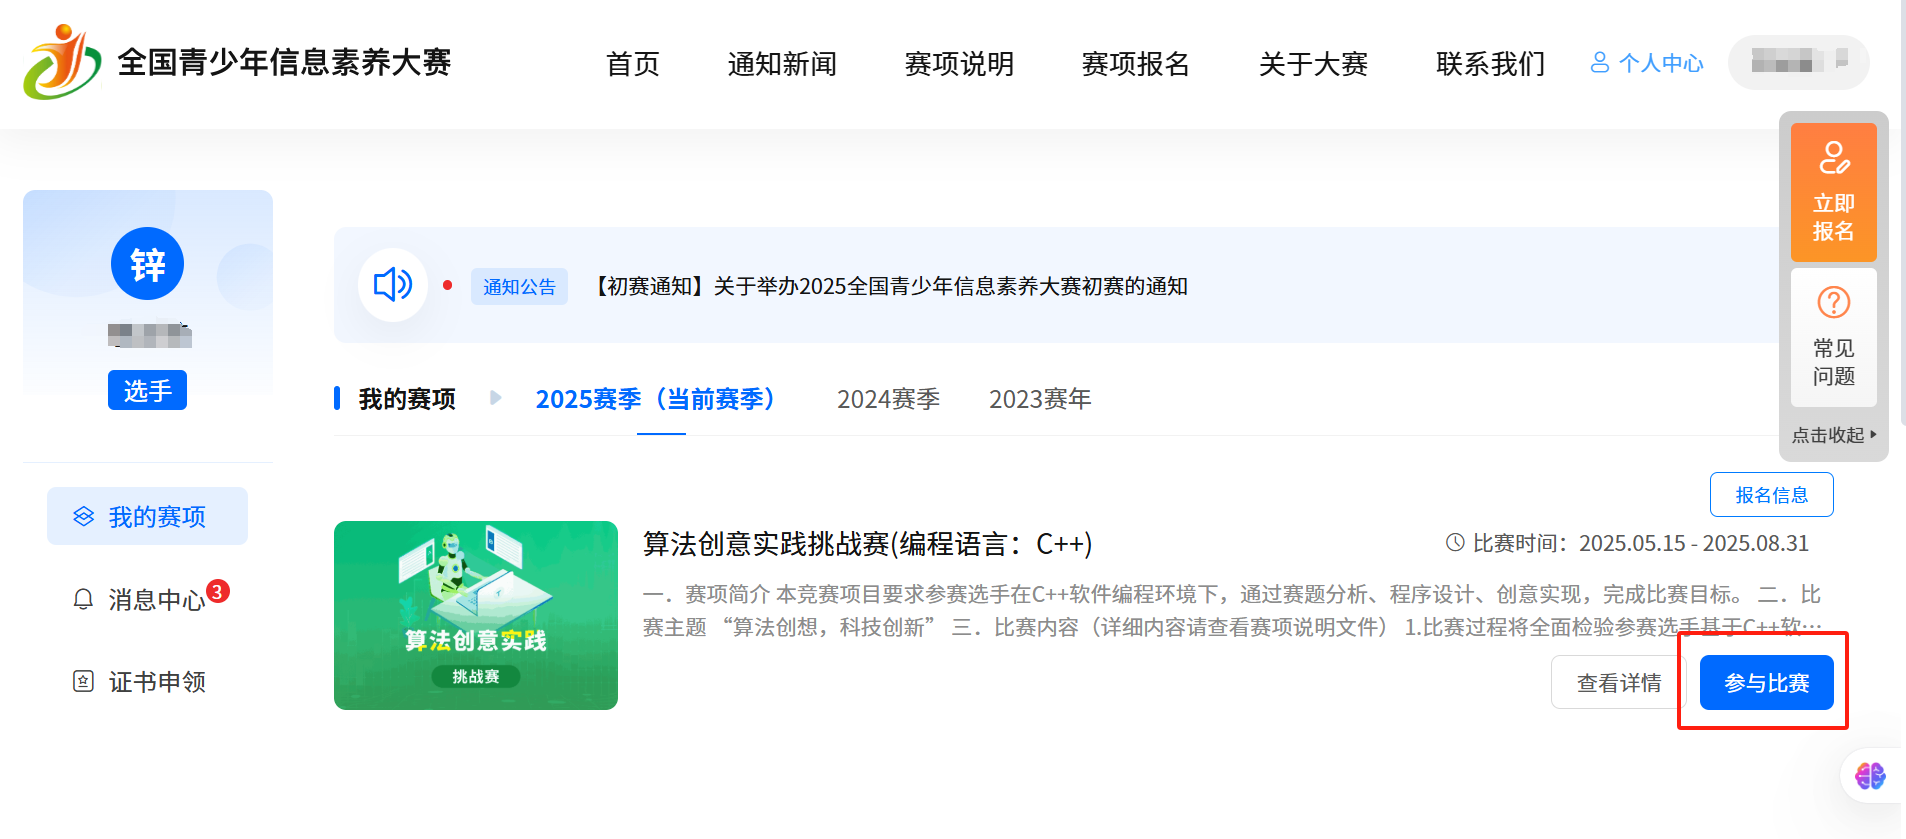 全国青少年信息素养大赛
首页
通知新闻
赛项说明
赛项报名
关于大赛
联系我们
个人中心
立即
报名
常见
问题
点击收起
锌
选手
我的赛项
消息中心
3
证书申领
通知公告
【初赛通知】关于举办2025全国青少年信息素养大赛初赛的通知
我的赛项
2025赛季（当前赛季）
2024赛季
2023赛年
报名信息
算法创意实践
挑战赛
算法创意实践挑战赛(编程语言：C++)
比赛时间：2025.05.15 - 2025.08.31
一．赛项简介 本竞赛项目要求参赛选手在C++软件编程环境下，通过赛题分析、程序设计、创意实现，完成比赛目标。 二．比
赛主题 “算法创想，科技创新” 三．比赛内容（详细内容请查看赛项说明文件） 1.比赛过程将全面检验参赛选手基于C++软…
查看详情
参与比赛